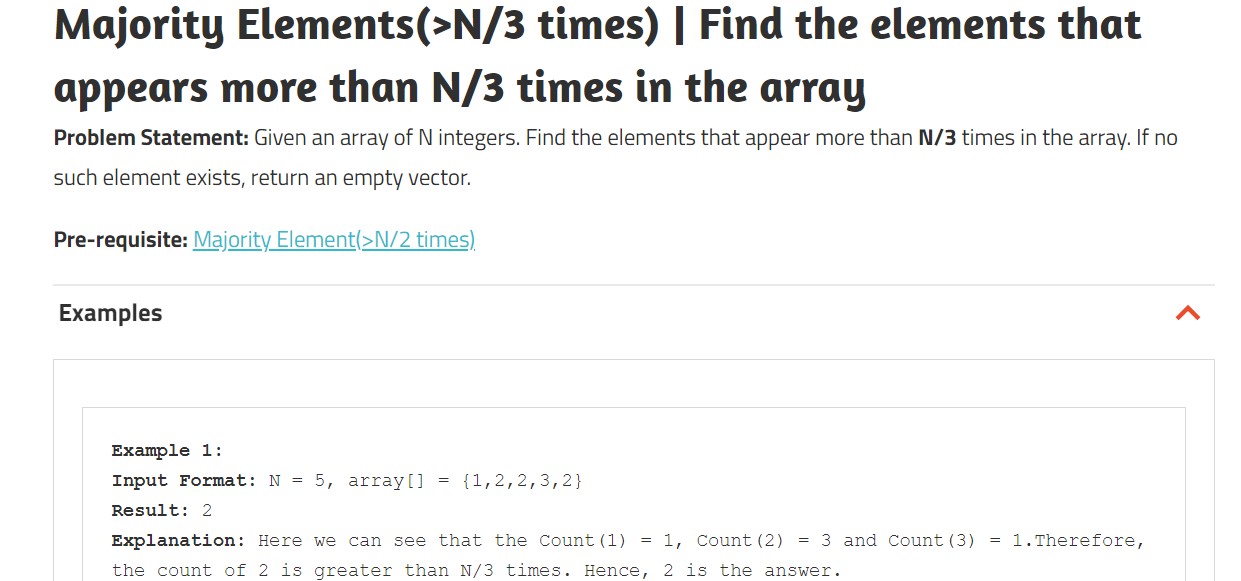 Majority Elements(>N/3 times) | Find the elements that
appears more than N/3 times in the array
Problem Statement: Given an array of N integers. Find the elements that appear more than N/3 times in the array. If no
such element exists, return an empty vector.
Pre-requisite: Majority Element(>N/2 times)
Examples
Example 1:
Input Format: N = 5, array[] = {1,2,2,3,2}
Result: 2
Explanation: Here we can see that the Count(1) = 1, Count(2) = 3 and Count(3) = 1.Therefore,
the count of 2 is greater than N/3 times. Hence, 2 is the answer.